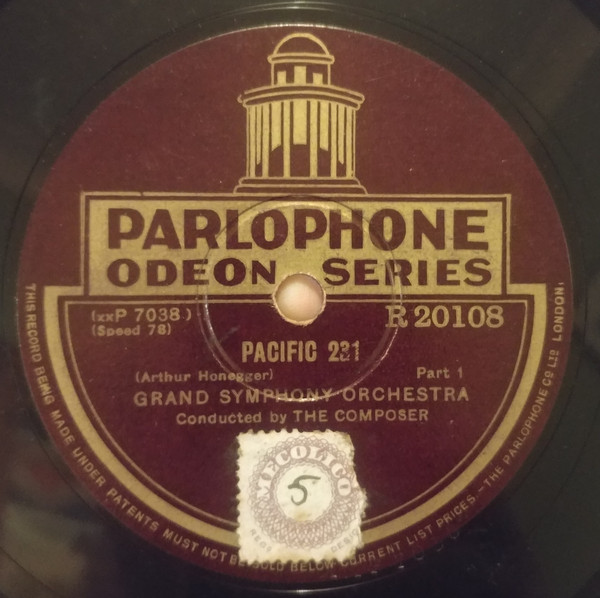 PARLOPHONE
ODEON SERIES
(xxP 7038)
(Speed 78)
R 20108
PACIFIC 231
(Arthur Honegger) Part 1
GRAND SYMPHONY ORCHESTRA
Conducted by THE COMPOSER
MECOLICO
5
THIS RECORD BEING MADE UNDER PATENTS MUST NOT BE SOLD BELOW CURRENT LIST PRICES.–THE PARLOPHONE CO LTD LONDON.